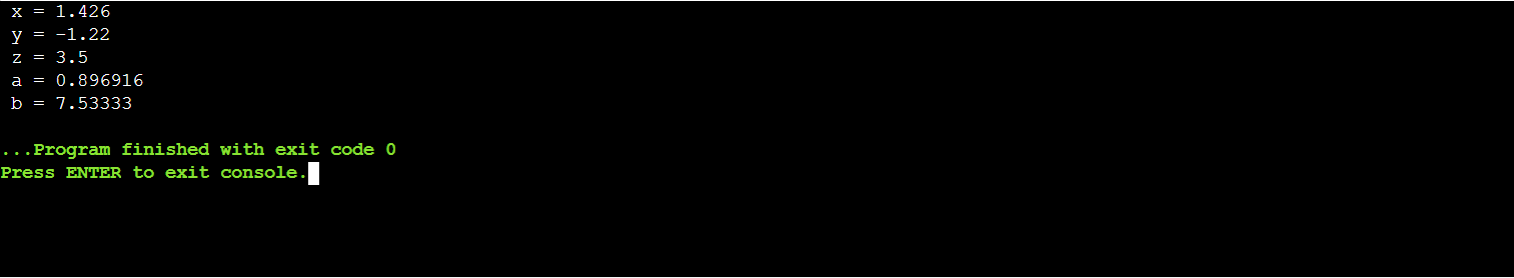 x = 1.426
y = -1.22
z = 3.5
a = 0.896916
b = 7.53333
...Program finished with exit code 0
Press ENTER to exit console.